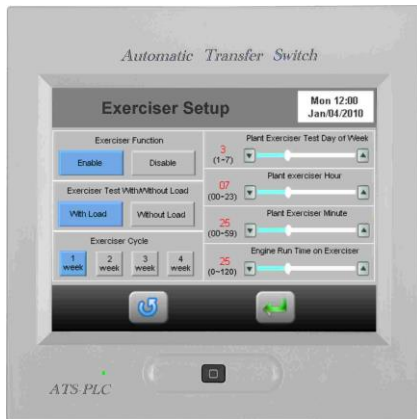 Automatic Transfer Switch
Exerciser Setup
Mon 12:00
Jan/04/2010
Exerciser Function
Enable
Disable
Exerciser Test With/Without Load
With Load
Without Load
Exerciser Cycle
1 week
2 week
3 week
4 week
Plant Exerciser Test Day of Week
3
(1~7)
Plant exerciser Hour
07
(00~23)
Plant Exerciser Minute
25
(00~59)
Engine Run Time on Exerciser
25
(0~120)
ATS PLC